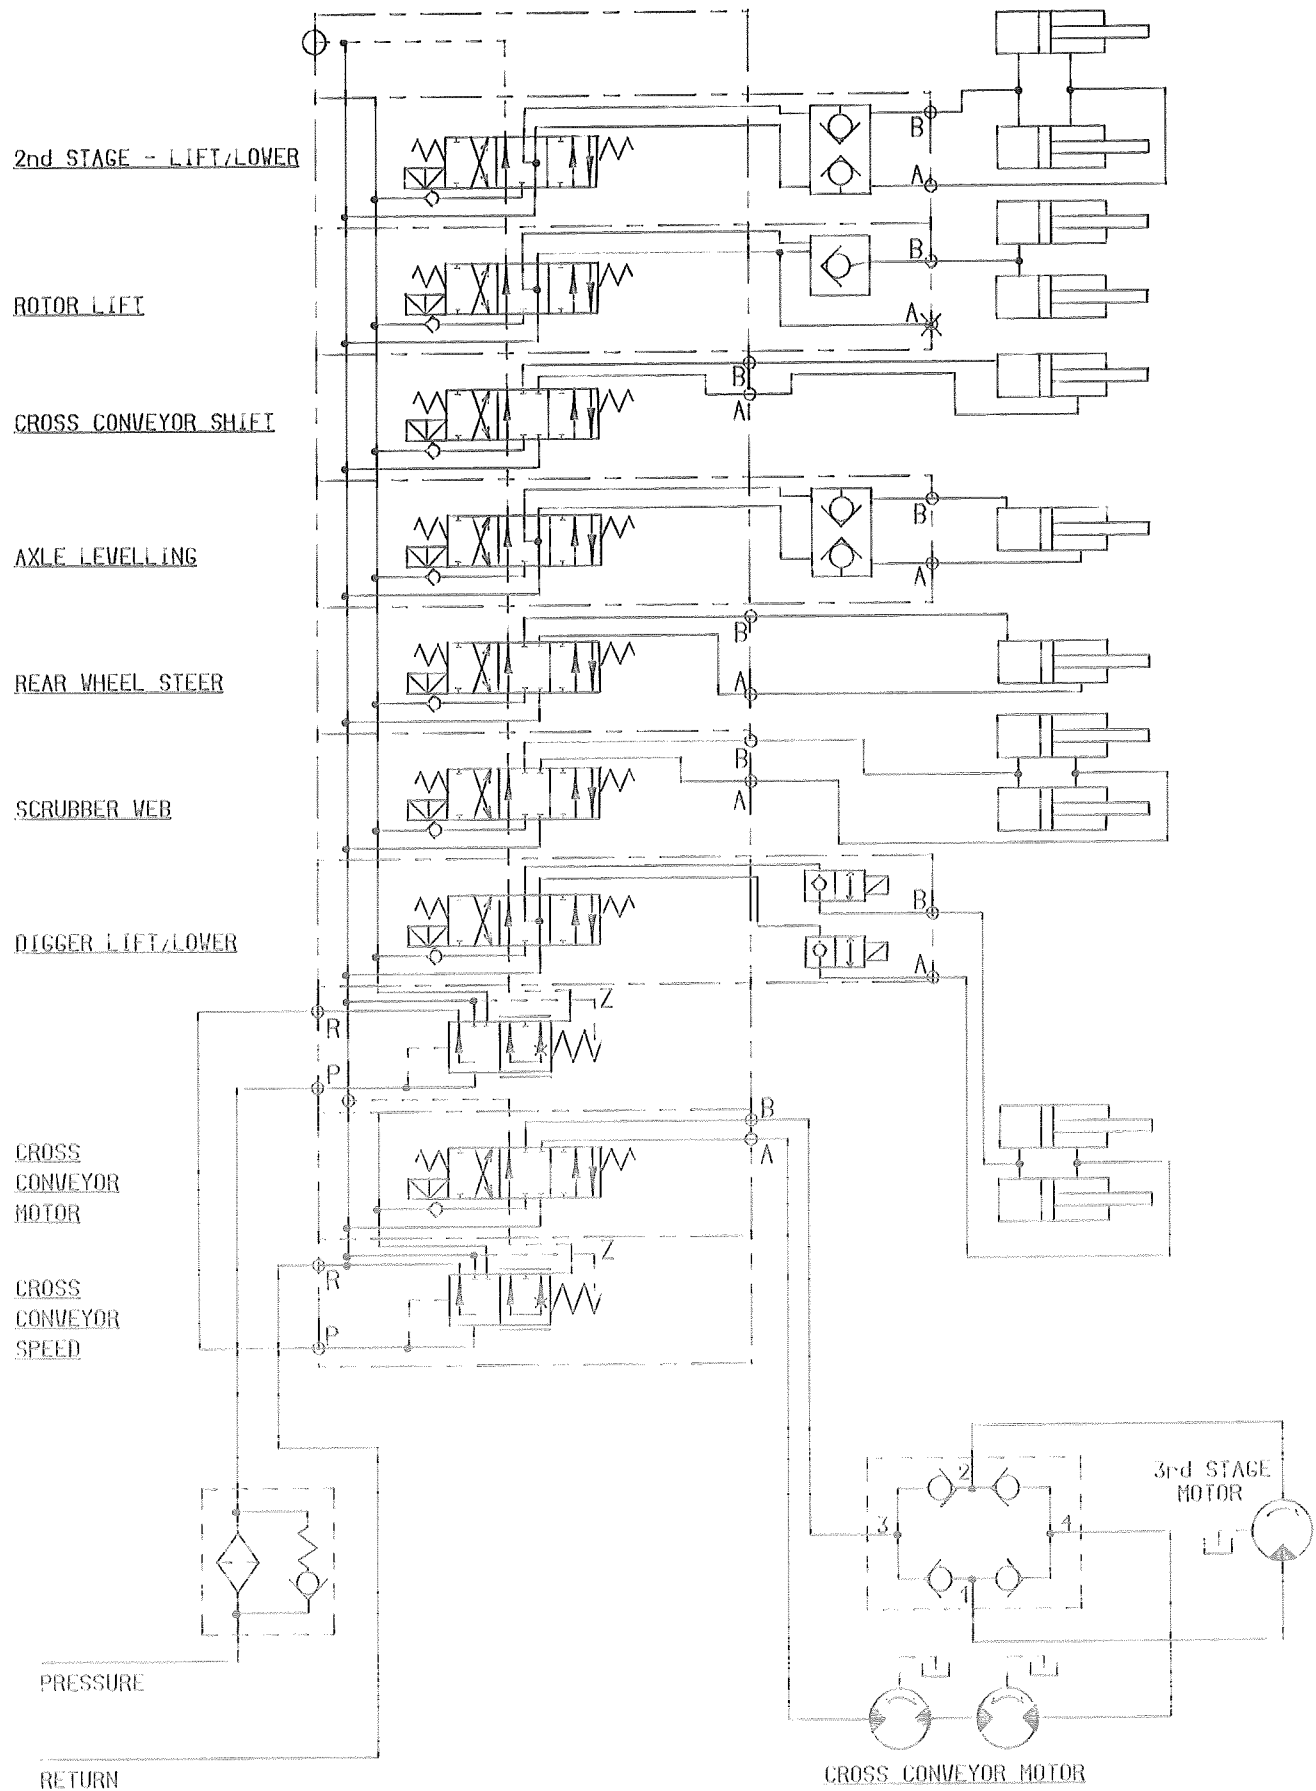 B
2nd STAGE - LIFT/LOWER
A
B
ROTOR LIFT
A
B
A
CROSS CONVEYOR SHIFT
B
AXLE LEVELLING
A
B
REAR WHEEL STEER
A
B
A
SCRUBBER WEB
B
DIGGER LIFT/LOWER
A
Z
R
P
B
A
CROSS
CONVEYOR
MOTOR
Z
R
CROSS
CONVEYOR
SPEED
P
2
3rd STAGE
MOTOR
3
4
1
PRESSURE
RETURN
CROSS CONVEYOR MOTOR